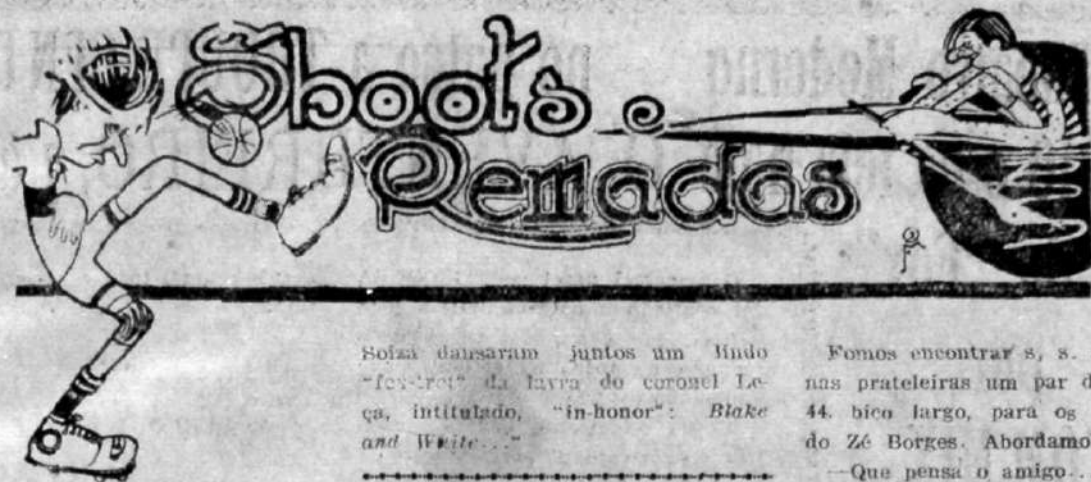 Shoots e
Remadas
Soiza dansaram juntos um lindo
"fox-trot" da lavra do coronel Le-
ça, intitulado, "in-honor": Blake
and White..."
Fomos encontrar s, s.
nas prateleiras um par d
44. bico largo, para os
do Zé Borges. Abordamo
—Que pensa o amigo..